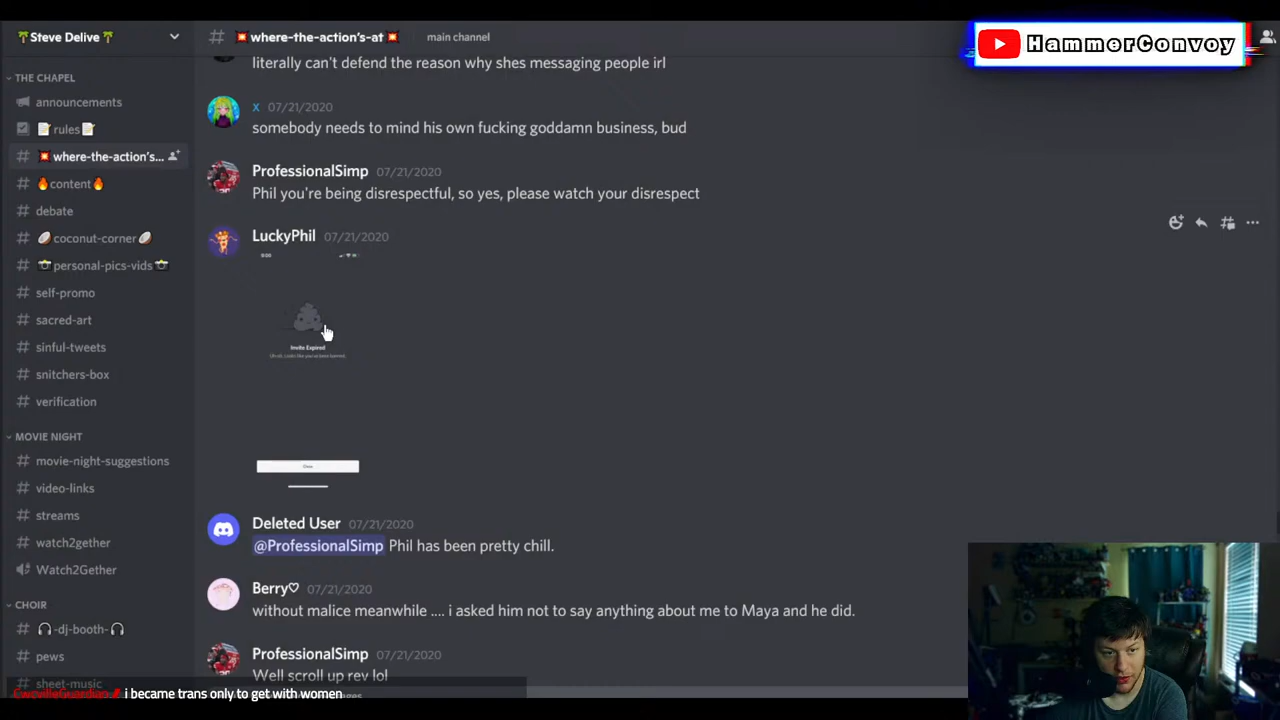 🌴Steve Delive🌴
💥where-the-action's-at💥 main channel
HammerConvoy
THE CHAPEL
announcements
📝rules📝
💥where-the-action's...
🔥content🔥
debate
🥥coconut-corner🥥
📸personal-pics-vids📸
self-promo
sacred-art
sinful-tweets
snitchers-box
verification
MOVIE NIGHT
movie-night-suggestions
video-links
streams
watch2gether
Watch2Gether
CHOIR
🎧-dj-booth-🎧
pews
sheet-music
literally can't defend the reason why shes messaging people irl
X 07/21/2020
somebody needs to mind his own fucking goddamn business, bud
ProfessionalSimp 07/21/2020
Phil you're being disrespectful, so yes, please watch your disrespect
LuckyPhil 07/21/2020
Invite Expired
Close
Deleted User 07/21/2020
@ProfessionalSimp Phil has been pretty chill.
Berry♡ 07/21/2020
without malice meanwhile .... i asked him not to say anything about me to Maya and he did.
ProfessionalSimp 07/21/2020
Well scroll up rev lol
i became trans only to get with women